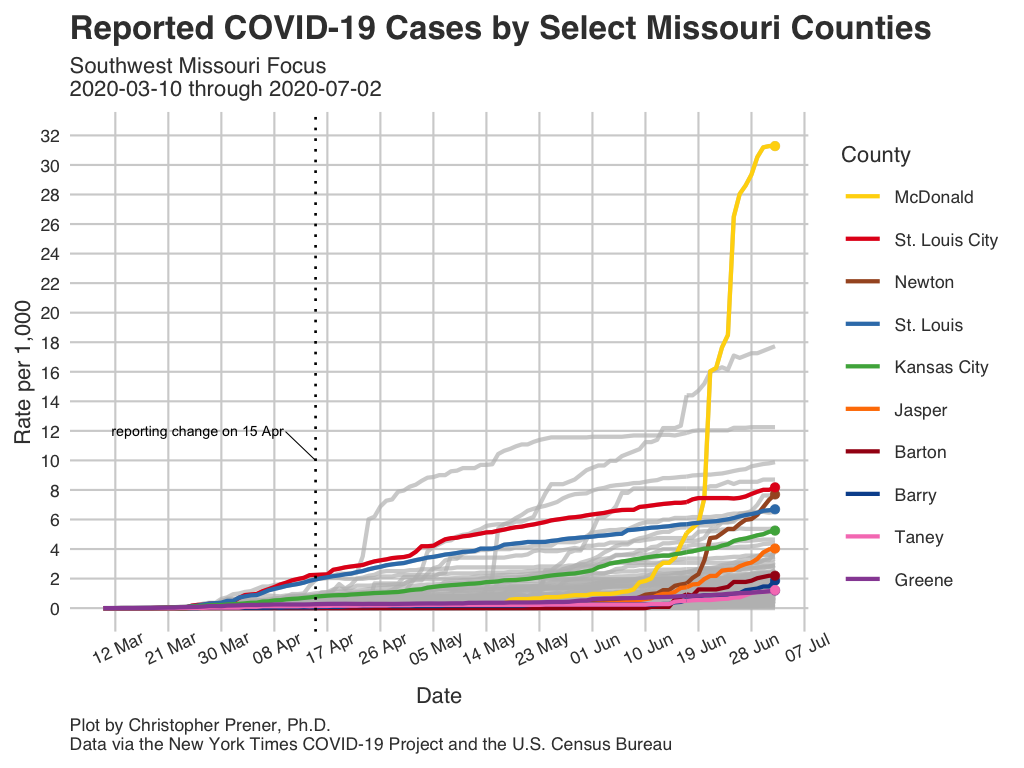 Reported COVID-19 Cases by Select Missouri Counties
Southwest Missouri Focus
2020-03-10 through 2020-07-02
32
30
28
26
24
22
20
18
16
14
12
10
8
6
4
2
0
Rate per 1,000
reporting change on 15 Apr
12 Mar
21 Mar
30 Mar
08 Apr
17 Apr
26 Apr
05 May
14 May
23 May
01 Jun
10 Jun
19 Jun
28 Jun
07 Jul
Date
County
McDonald
St. Louis City
Newton
St. Louis
Kansas City
Jasper
Barton
Barry
Taney
Greene
Plot by Christopher Prener, Ph.D.
Data via the New York Times COVID-19 Project and the U.S. Census Bureau